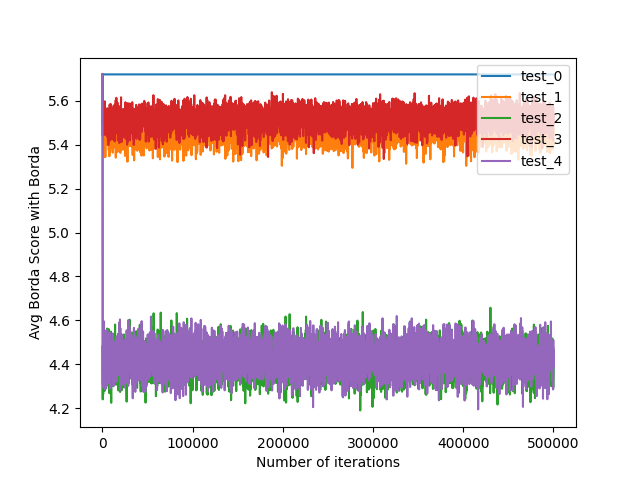 test_0
test_1
test_2
test_3
test_4
5.6
5.4
5.2
5.0
4.8
4.6
4.4
4.2
Avg Borda Score with Borda
0
100000
200000
300000
400000
500000
Number of iterations